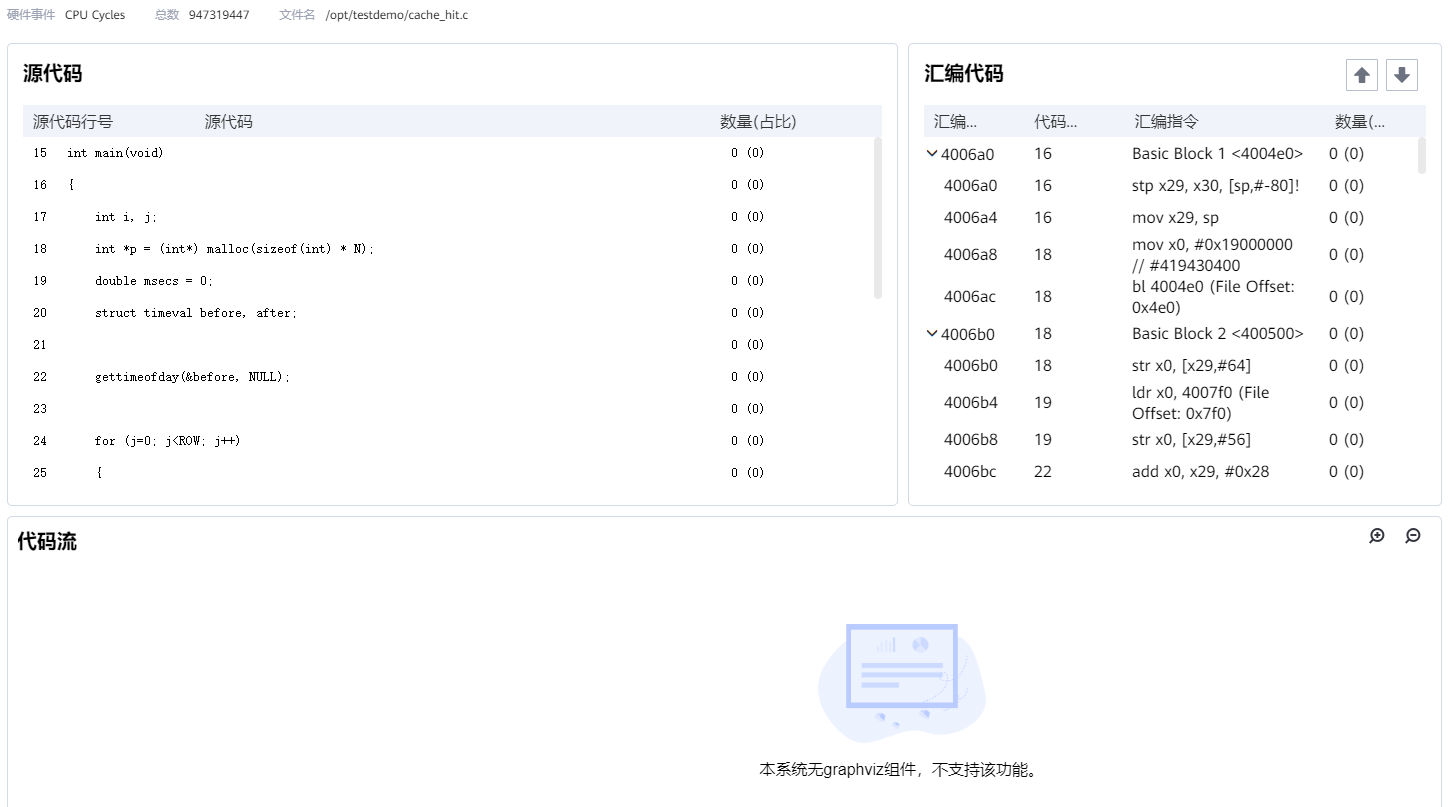 硬件事件 CPU Cycles 总数 947319447 文件名 /opt/testdemo/cache_hit.c
源代码
源代码行号 源代码 数量(占比)
15 int main(void) 0 (0)
16 { 0 (0)
17 int i, j; 0 (0)
18 int *p = (int*) malloc(sizeof(int) * N); 0 (0)
19 double msecs = 0; 0 (0)
20 struct timeval before, after; 0 (0)
21 0 (0)
22 gettimeofday(&before, NULL); 0 (0)
23 0 (0)
24 for (j=0; j<ROW; j++) 0 (0)
25 { 0 (0)
汇编代码
汇编... 代码... 汇编指令 数量(...
4006a0 16 Basic Block 1 <4004e0> 0 (0)
4006a0 16 stp x29, x30, [sp,#-80]! 0 (0)
4006a4 16 mov x29, sp 0 (0)
4006a8 18 mov x0, #0x19000000 0 (0)
// #419430400
4006ac 18 bl 4004e0 (File Offset: 0 (0)
0x4e0)
4006b0 18 Basic Block 2 <400500> 0 (0)
4006b0 18 str x0, [x29,#64] 0 (0)
4006b4 19 ldr x0, 4007f0 (File 0 (0)
Offset: 0x7f0)
4006b8 19 str x0, [x29,#56] 0 (0)
4006bc 22 add x0, x29, #0x28 0 (0)
代码流
本系统无graphviz组件，不支持该功能。